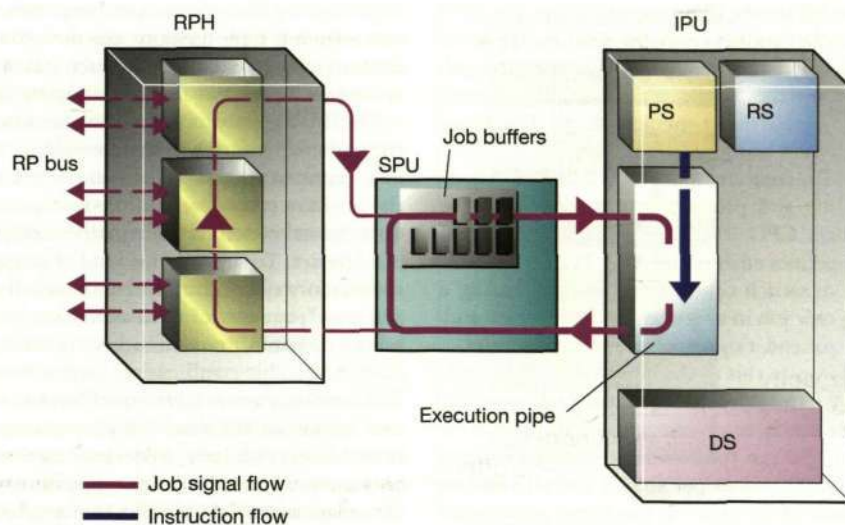 RPH
IPU
PS
RS
Job buffers
RP bus
SPU
Execution pipe
DS
Job signal flow
Instruction flow